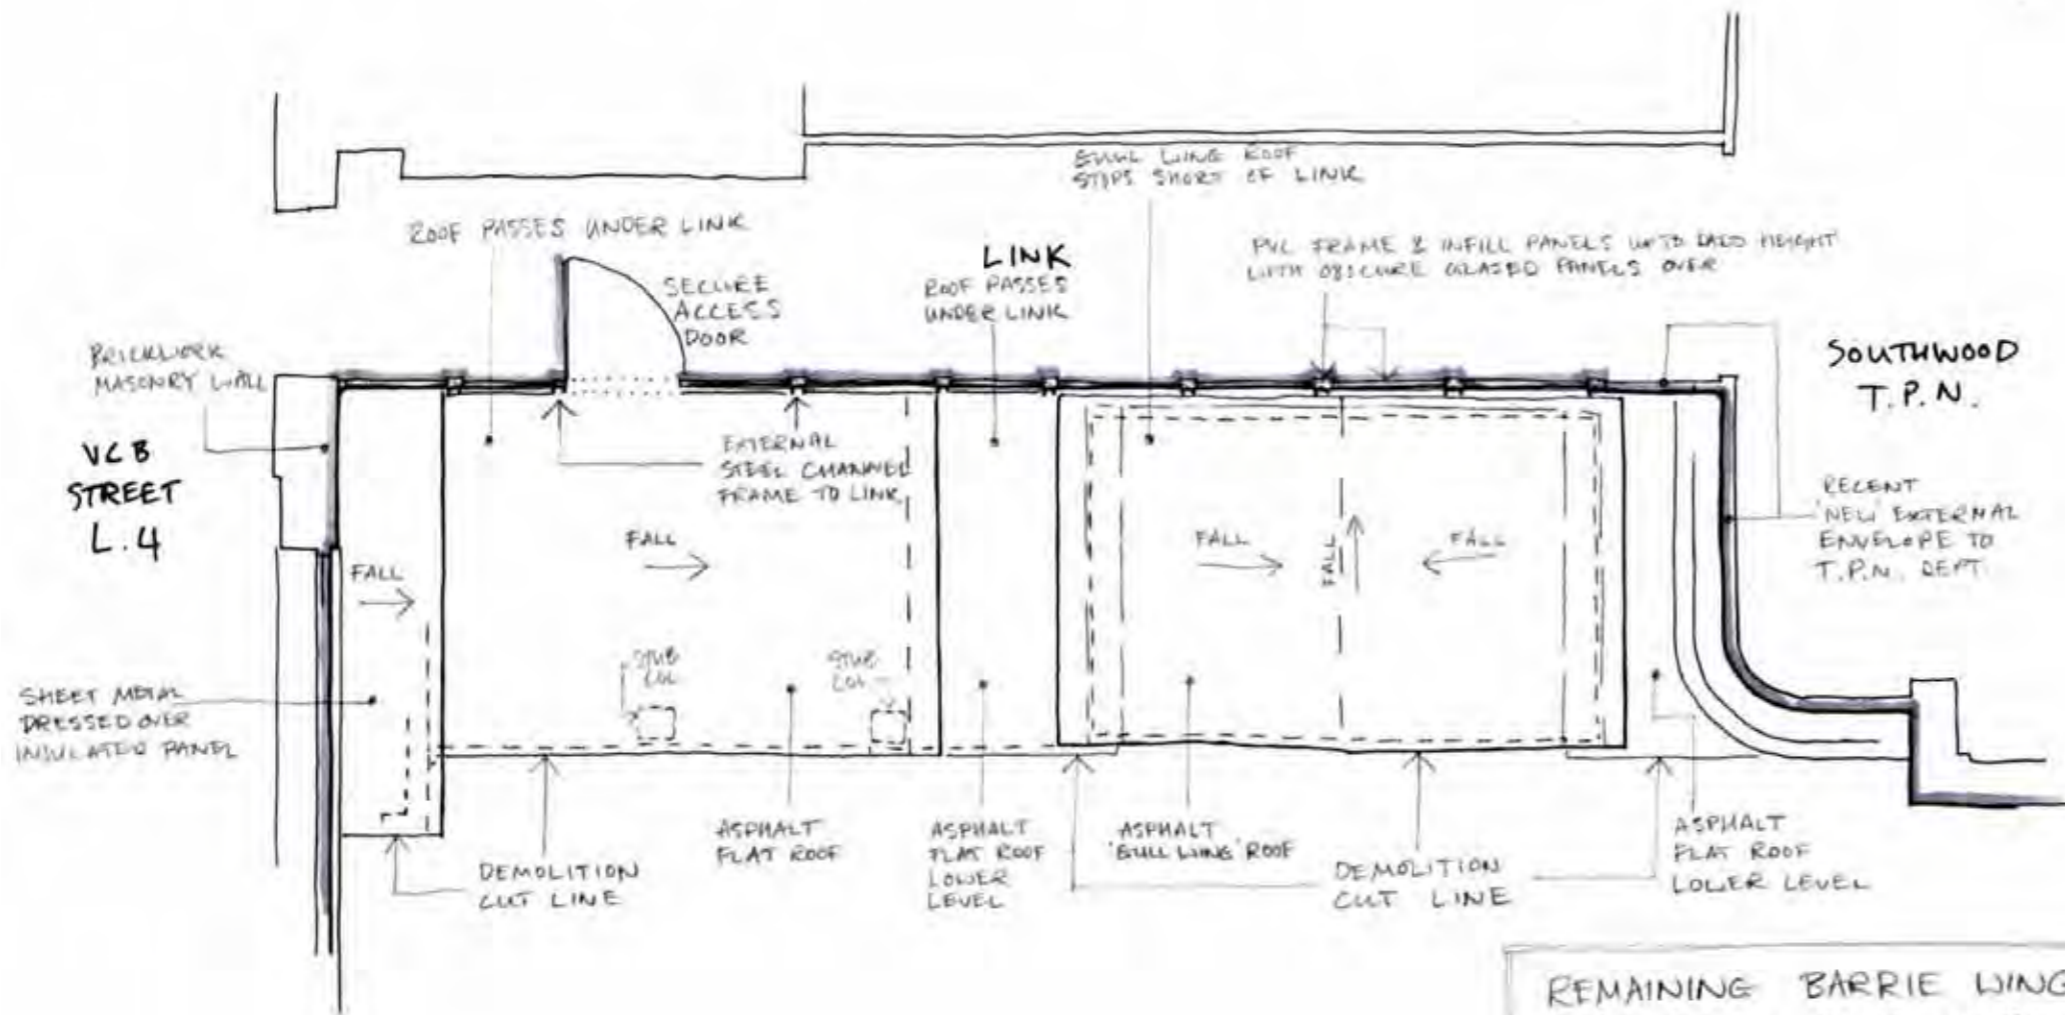 GULL WING ROOF
STOPS SHORT OF LINK
ROOF PASSES UNDER LINK
LINK
ROOF PASSES
UNDER LINK
PVC FRAME & INFILL PANELS UP TO DADO HEIGHT
WITH OBSCURE GLAZED PANELS OVER
SECURE
ACCESS
DOOR
BRICKWORK
MASONRY WALL
SOUTHWOOD
T.P.N.
VCB
STREET
L.4
EXTERNAL
STEEL CHANNEL
FRAME TO LINK
RECENT
'NEW' EXTERNAL
ENVELOPE TO
T.P.N. DEPT
FALL
FALL
FALL
FALL
FALL
STUB
COL
STUB
COL
SHEET METAL
DRESSED OVER
INSULATED PANEL
DEMOLITION
CUT LINE
ASPHALT
FLAT ROOF
ASPHALT
FLAT ROOF
LOWER
LEVEL
ASPHALT
'GULL WING' ROOF
DEMOLITION
CUT LINE
ASPHALT
FLAT ROOF
LOWER LEVEL
REMAINING BARRIE WING